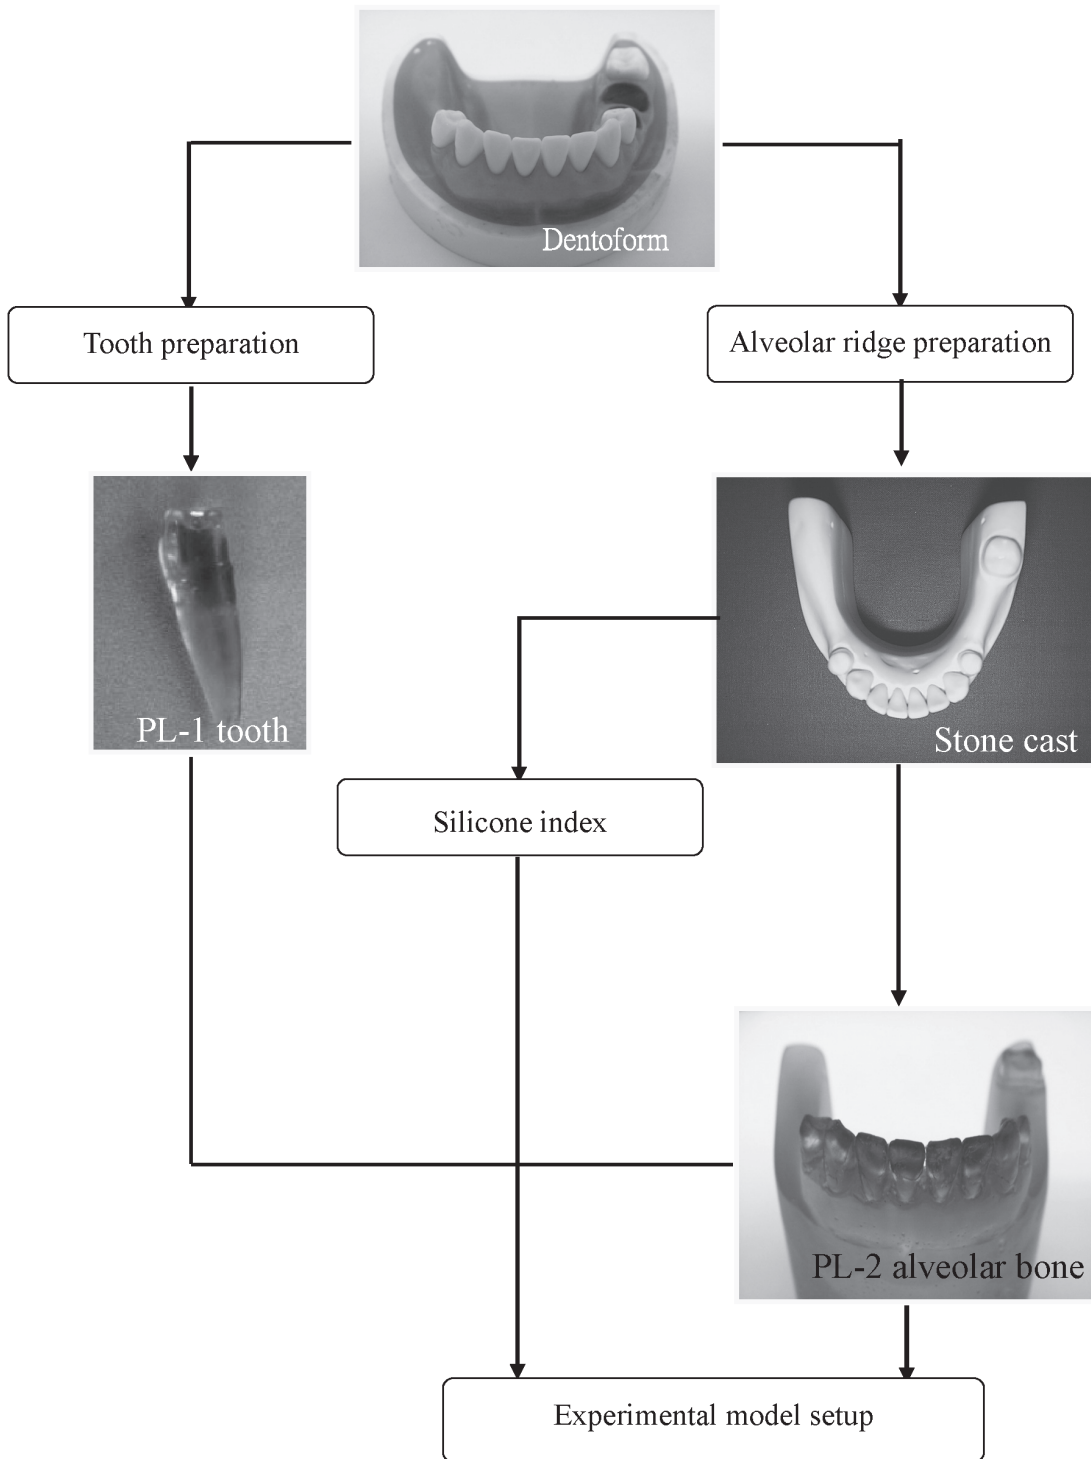 Dentoform
Tooth preparation
Alveolar ridge preparation
PL-1 tooth
Stone cast
Silicone index
PL-2 alveolar bone
Experimental model setup